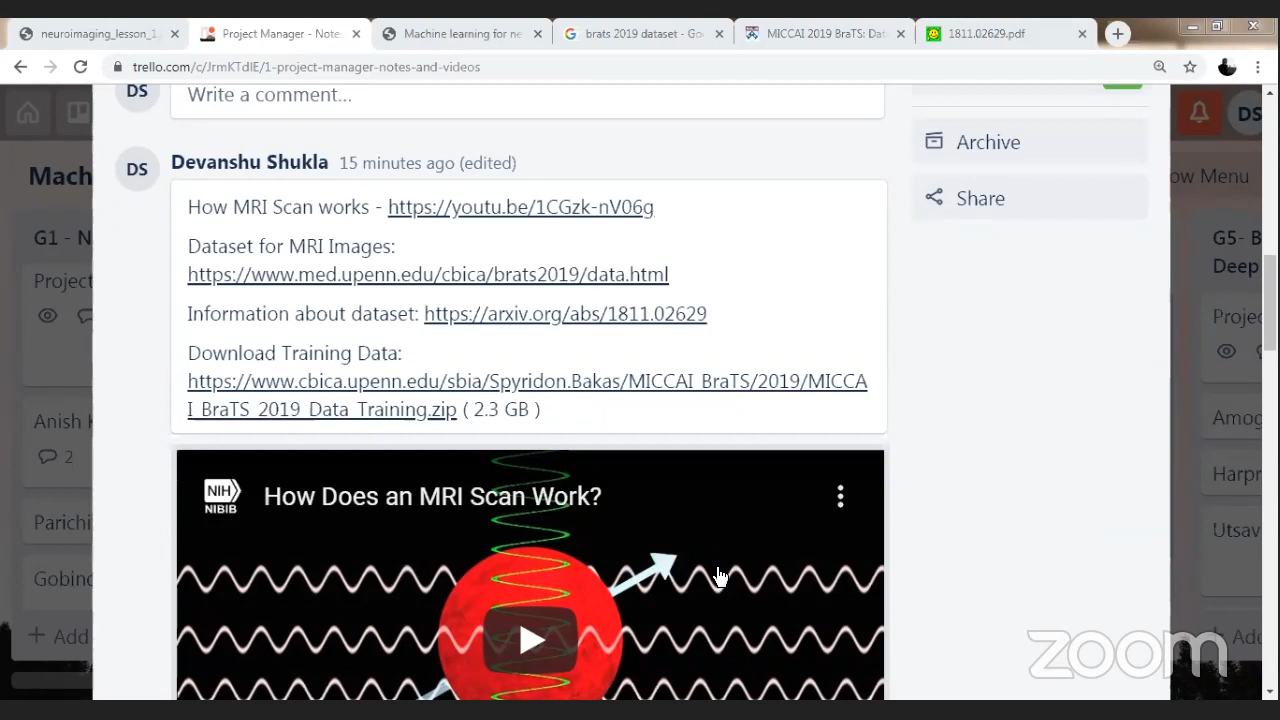 neuroimaging_lesson_1.
Project Manager - Note
Machine learning for ne
brats 2019 dataset - Go
MICCAI 2019 BraTS: Dat
1811.02629.pdf
trello.com/c/JrmKTdIE/1-project-manager-notes-and-videos
DS
Write a comment...
DS
Archive
Share
Mach
ow Menu
G1 - N
Project
Anish K
2
Parichi
Gobind
+ Add
DS
Devanshu Shukla 15 minutes ago (edited)
How MRI Scan works - https://youtu.be/1CGzk-nV06g
Dataset for MRI Images:
https://www.med.upenn.edu/cbica/brats2019/data.html
Information about dataset: https://arxiv.org/abs/1811.02629
Download Training Data:
https://www.cbica.upenn.edu/sbia/Spyridon.Bakas/MICCAI_BraTS/2019/MICCA
I_BraTS_2019_Data_Training.zip ( 2.3 GB )
NIH
NIBIB
How Does an MRI Scan Work?
G5- B
Deep
Projec
Amog
Harpr
Utsav
Add
zoom